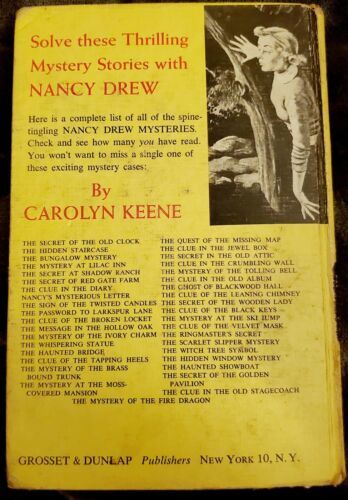 Solve these Thrilling
Mystery Stories with
NANCY DREW
Here is a complete list of all of the spine-
tingling NANCY DREW MYSTERIES.
Check and see how many you have read.
You won't want to miss a single one of
these exciting mystery cases:
By
CAROLYN KEENE
THE SECRET OF THE OLD CLOCK
THE HIDDEN STAIRCASE
THE BUNGALOW MYSTERY
THE MYSTERY AT LILAC INN
THE SECRET AT SHADOW RANCH
THE SECRET OF RED GATE FARM
THE CLUE IN THE DIARY
NANCY'S MYSTERIOUS LETTER
THE SIGN OF THE TWISTED CANDLES
THE PASSWORD TO LARKSPUR LANE
THE CLUE OF THE BROKEN LOCKET
THE MESSAGE IN THE HOLLOW OAK
THE MYSTERY OF THE IVORY CHARM
THE WHISPERING STATUE
THE HAUNTED BRIDGE
THE CLUE OF THE TAPPING HEELS
THE MYSTERY OF THE BRASS
BOUND TRUNK
THE MYSTERY AT THE MOSS-
COVERED MANSION
THE QUEST OF THE MISSING MAP
THE CLUE IN THE JEWEL BOX
THE SECRET IN THE OLD ATTIC
THE CLUE IN THE CRUMBLING WALL
THE MYSTERY OF THE TOLLING BELL
THE CLUE IN THE OLD ALBUM
THE GHOST OF BLACKWOOD HALL
THE CLUE OF THE LEANING CHIMNEY
THE SECRET OF THE WOODEN LADY
THE CLUE OF THE BLACK KEYS
THE MYSTERY AT THE SKI JUMP
THE CLUE OF THE VELVET MASK
THE RINGMASTER'S SECRET
THE SCARLET SLIPPER MYSTERY
THE WITCH TREE SYMBOL
THE HIDDEN WINDOW MYSTERY
THE HAUNTED SHOWBOAT
THE SECRET OF THE GOLDEN
PAVILION
THE CLUE IN THE OLD STAGECOACH
THE MYSTERY OF THE FIRE DRAGON
GROSSET & DUNLAP Publishers NEW YORK 10, N. Y.